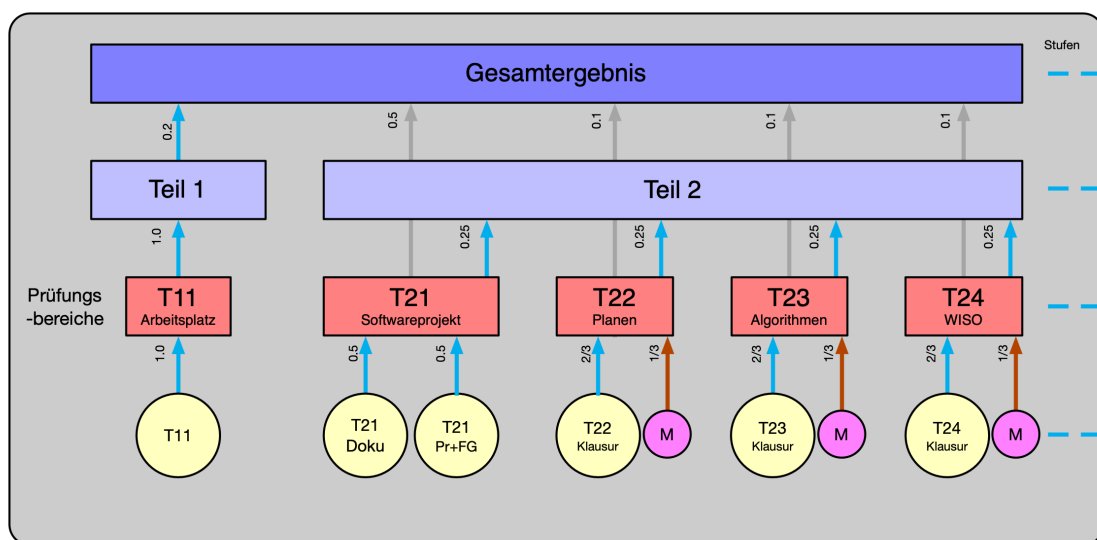 Stufen
Gesamtergebnis
0.2
0.5
0.1
0.1
0.1
Teil 1
Teil 2
1.0
0.25
0.25
0.25
0.25
Prüfungs
-bereiche
T11
Arbeitsplatz
T21
Softwareprojekt
T22
Planen
T23
Algorithmen
T24
WISO
1.0
0.5
0.5
2/3
1/3
2/3
1/3
2/3
1/3
T11
T21
Doku
T21
Pr+FG
T22
Klausur
M
T23
Klausur
M
T24
Klausur
M